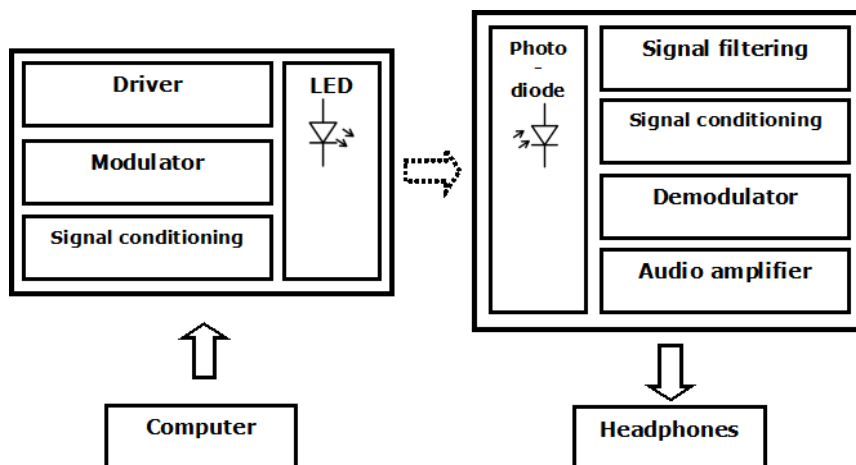 Driver
Modulator
Signal conditioning
LED
Computer
Photo
-
diode
Signal filtering
Signal conditioning
Demodulator
Audio amplifier
Headphones